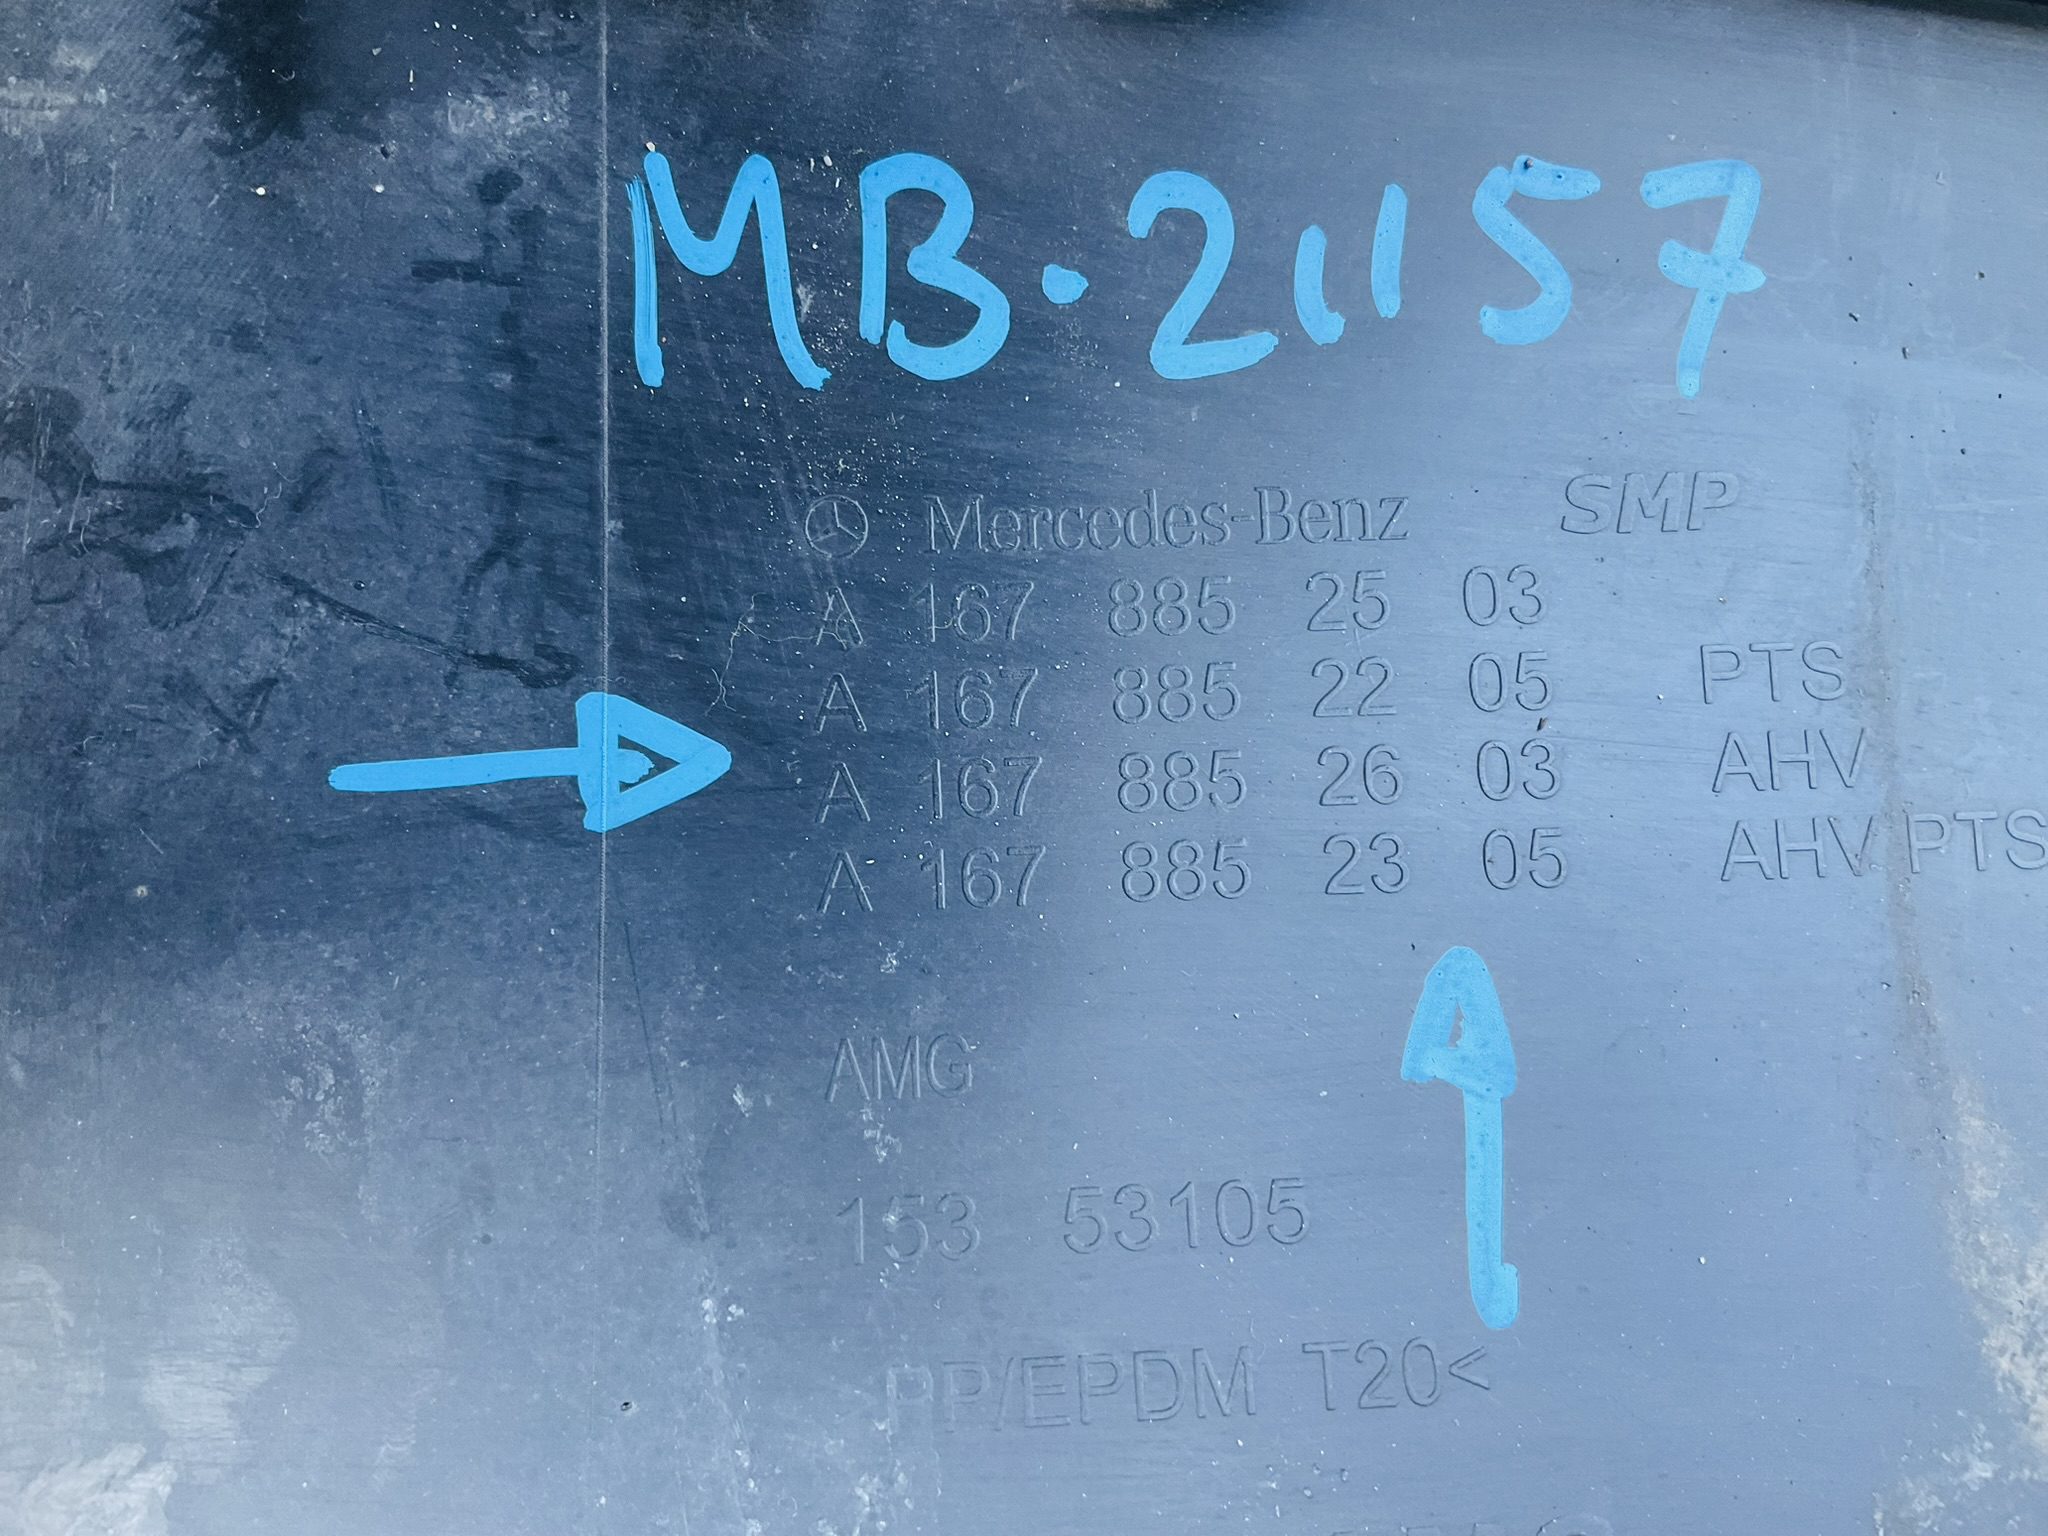 MB·21157
Mercedes-Benz SMP
A 167 885 25 03
A 167 885 22 05 PTS
A 167 885 26 03 AHV
A 167 885 23 05 AHV PTS
AMG
153 53105
PP/EPDM T20<